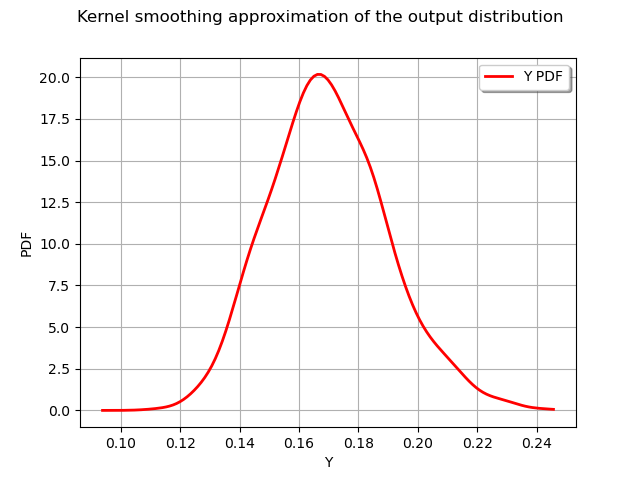 Kernel smoothing approximation of the output distribution
Y PDF
20.0
17.5
15.0
12.5
10.0
7.5
5.0
2.5
0.0
PDF
0.10 0.12 0.14 0.16 0.18 0.20 0.22 0.24
Y